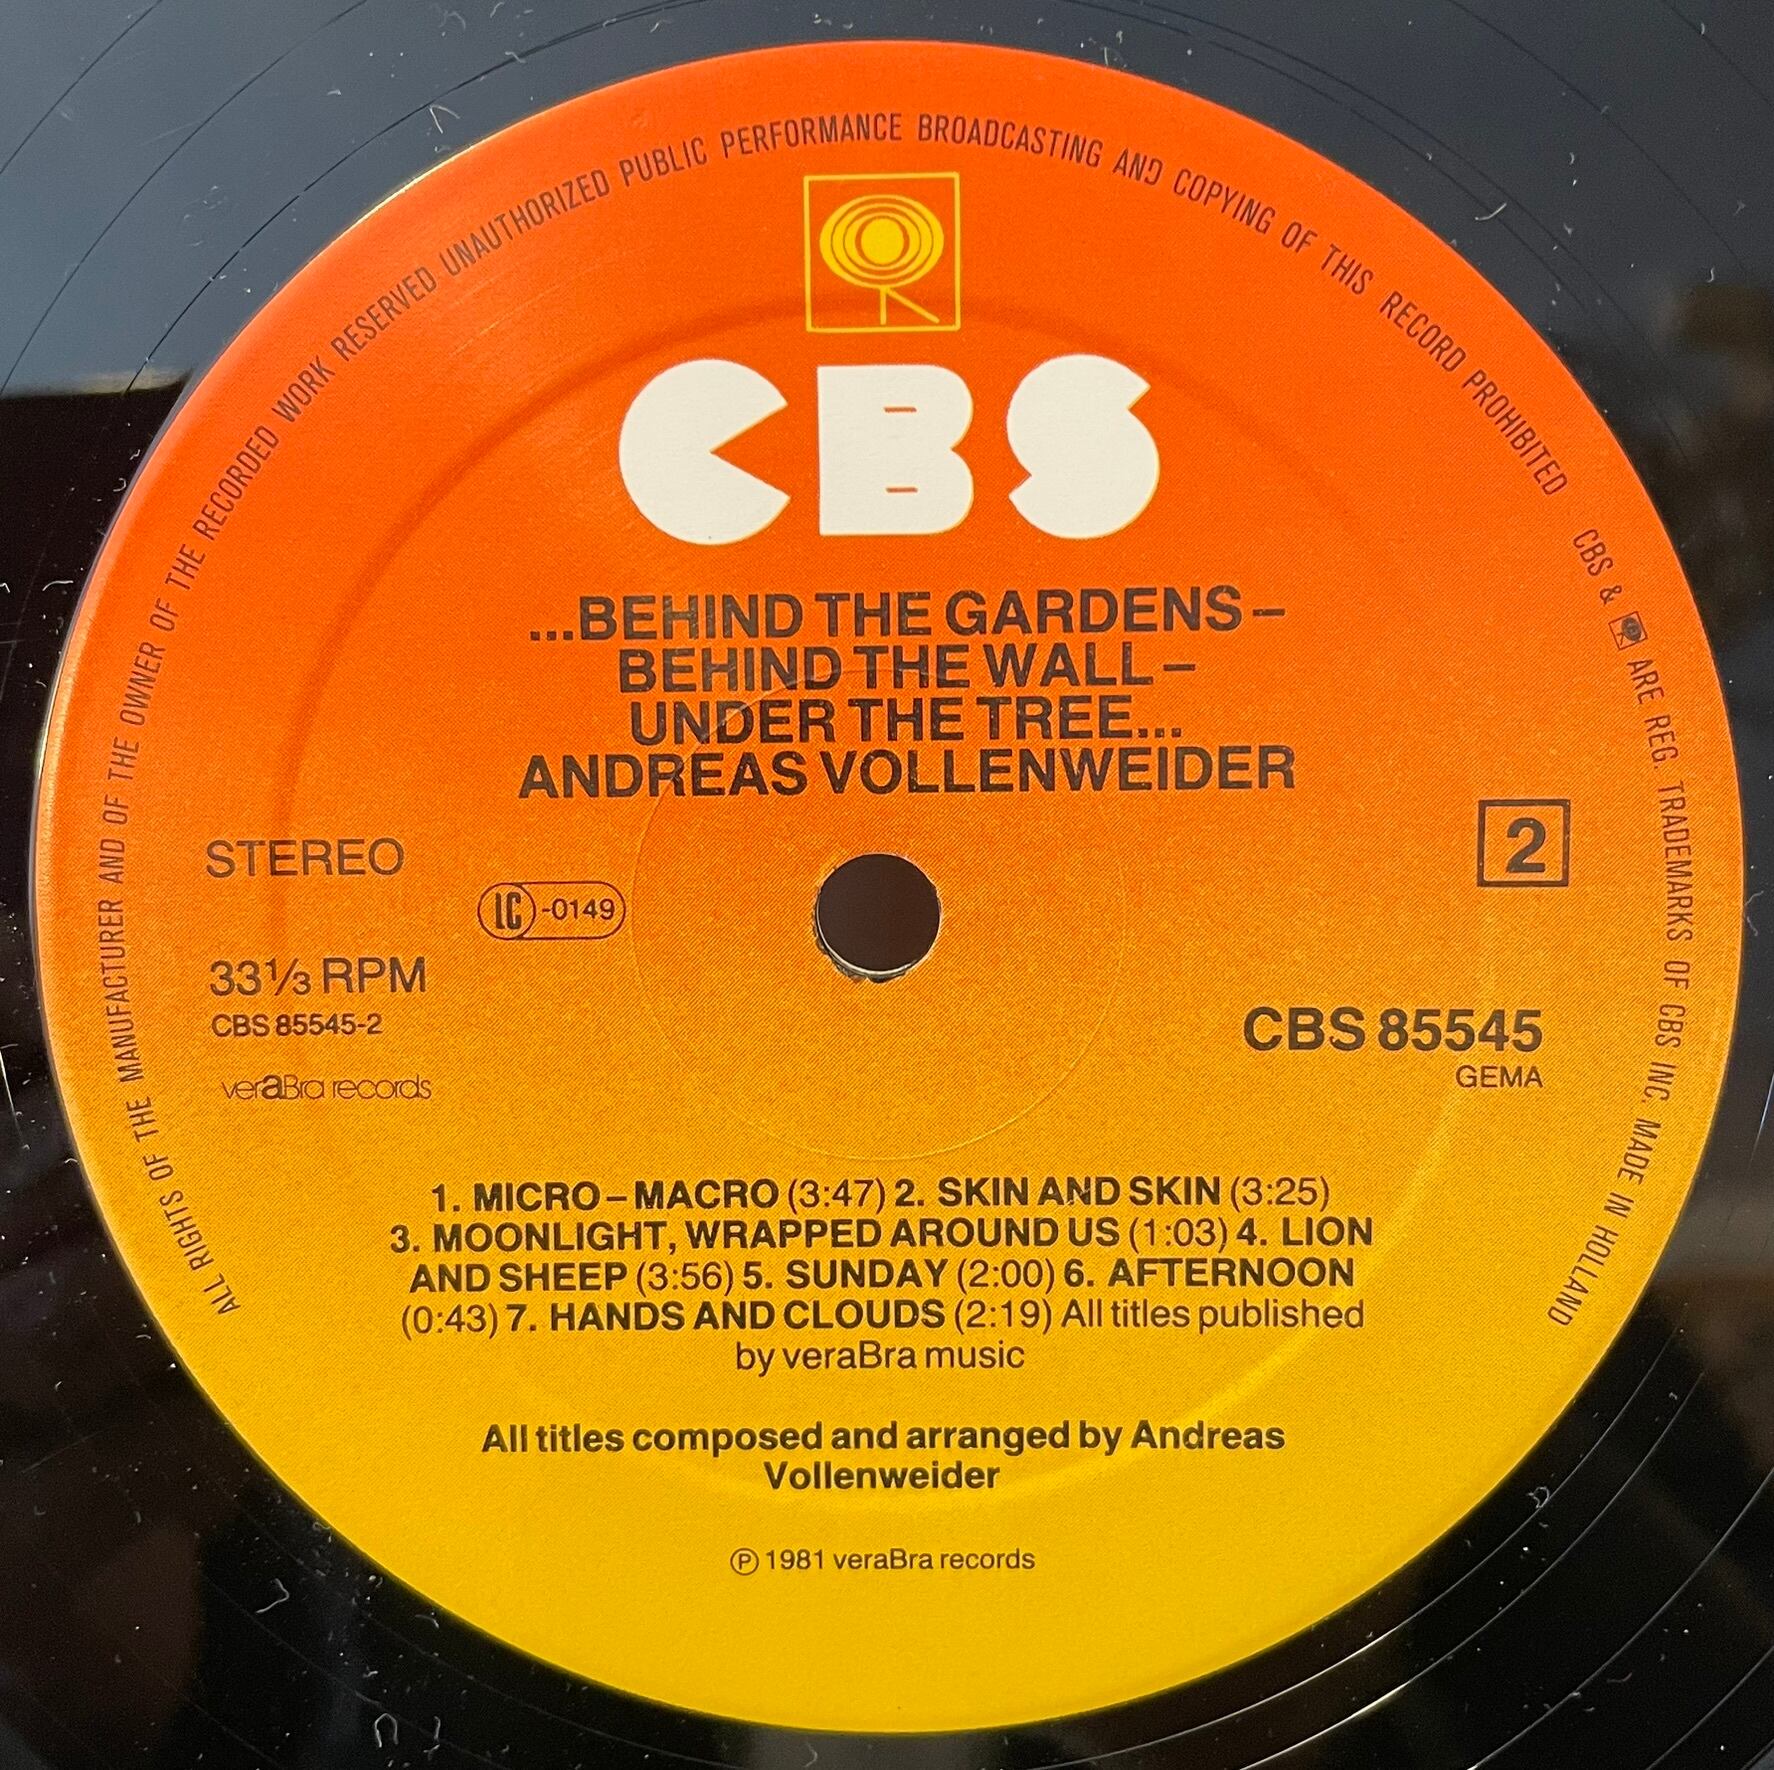 ALL RIGHTS OF THE MANUFACTURER AND OF THE OWNER OF THE RECORDED WORK RESERVED UNAUTHORIZED PUBLIC PERFORMANCE BROADCASTING AND COPYING OF THIS RECORD PROHIBITED CBS & ARE REG. TRADEMARKS OF CBS INC. MADE IN HOLLAND
CBS
...BEHIND THE GARDENS–
BEHIND THE WALL–
UNDER THE TREE...
ANDREAS VOLLENWEIDER
STEREO
2
LC-0149
33⅓ RPM
CBS 85545-2
CBS 85545
GEMA
veraBra records
1. MICRO–MACRO (3:47) 2. SKIN AND SKIN (3:25)
3. MOONLIGHT, WRAPPED AROUND US (1:03) 4. LION
AND SHEEP (3:56) 5. SUNDAY (2:00) 6. AFTERNOON
(0:43) 7. HANDS AND CLOUDS (2:19) All titles published
by veraBra music
All titles composed and arranged by Andreas
Vollenweider
℗ 1981 veraBra records